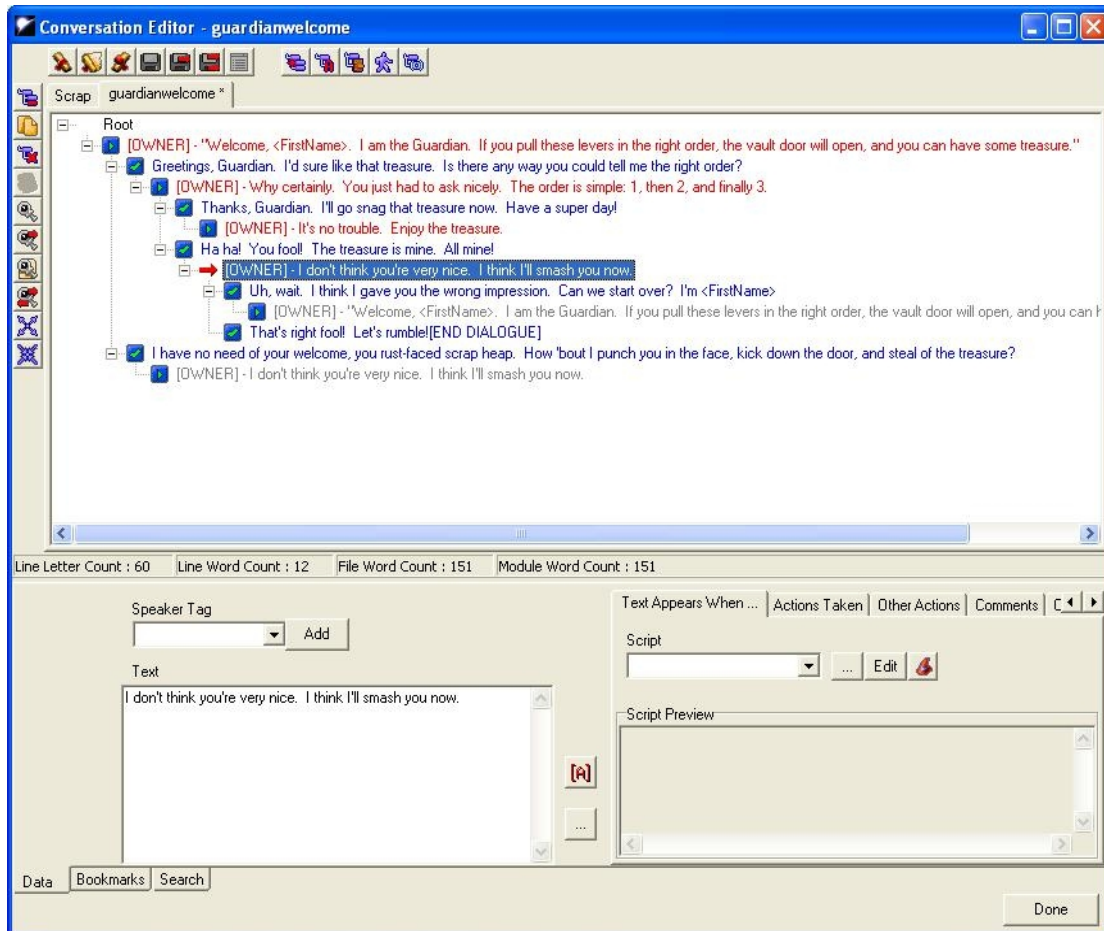 Conversation Editor - guardianwelcome
Scrap guardianwelcome *
Root
[OWNER] - "Welcome, <FirstName>. I am the Guardian. If you pull these levers in the right order, the vault door will open, and you can have some treasure."
Greetings, Guardian. I'd sure like that treasure. Is there any way you could tell me the right order?
[OWNER] - Why certainly. You just had to ask nicely. The order is simple: 1, then 2, and finally 3.
Thanks, Guardian. I'll go snag that treasure now. Have a super day!
[OWNER] - It's no trouble. Enjoy the treasure.
Ha ha! You fool! The treasure is mine. All mine!
[OWNER] - I don't think you're very nice. I think I'll smash you now.
Uh, wait. I think I gave you the wrong impression. Can we start over? I'm <FirstName>
[OWNER] - "Welcome, <FirstName>. I am the Guardian. If you pull these levers in the right order, the vault door will open, and you can h
That's right fool! Let's rumble![END DIALOGUE]
I have no need of your welcome, you rust-faced scrap heap. How 'bout I punch you in the face, kick down the door, and steal of the treasure?
[OWNER] - I don't think you're very nice. I think I'll smash you now.
Line Letter Count : 60 Line Word Count : 12 File Word Count : 151 Module Word Count : 151
Speaker Tag
Add
Text
I don't think you're very nice. I think I'll smash you now.
[A]
...
Text Appears When ... Actions Taken Other Actions Comments C
Script
... Edit
Script Preview
Data Bookmarks Search
Done